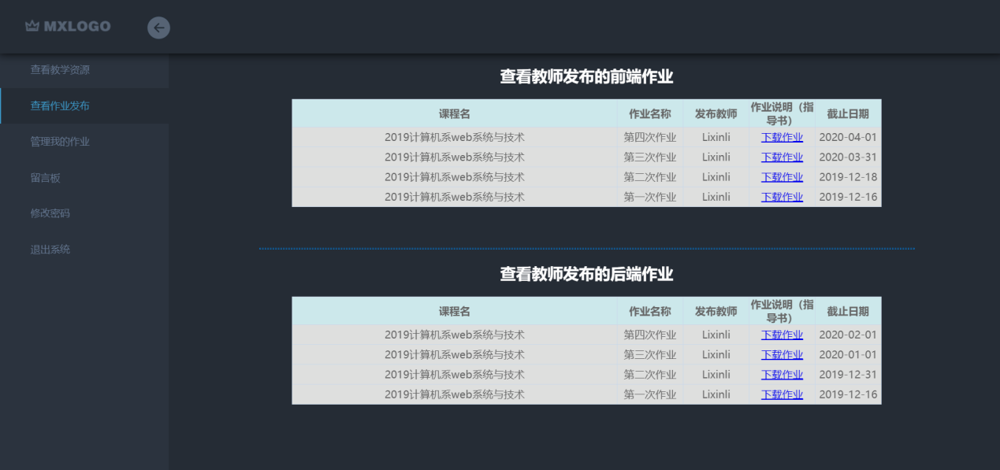 MXLOGO
查看教学资源
查看作业发布
管理我的作业
留言板
修改密码
退出系统
查看教师发布的前端作业
课程名 作业名称 发布教师 作业说明（指导书） 截止日期
2019计算机系web系统与技术 第四次作业 Lixinli 下载作业 2020-04-01
2019计算机系web系统与技术 第三次作业 Lixinli 下载作业 2020-03-31
2019计算机系web系统与技术 第二次作业 Lixinli 下载作业 2019-12-18
2019计算机系web系统与技术 第一次作业 Lixinli 下载作业 2019-12-16
查看教师发布的后端作业
课程名 作业名称 发布教师 作业说明（指导书） 截止日期
2019计算机系web系统与技术 第四次作业 Lixinli 下载作业 2020-02-01
2019计算机系web系统与技术 第三次作业 Lixinli 下载作业 2020-01-01
2019计算机系web系统与技术 第二次作业 Lixinli 下载作业 2019-12-31
2019计算机系web系统与技术 第一次作业 Lixinli 下载作业 2019-12-16